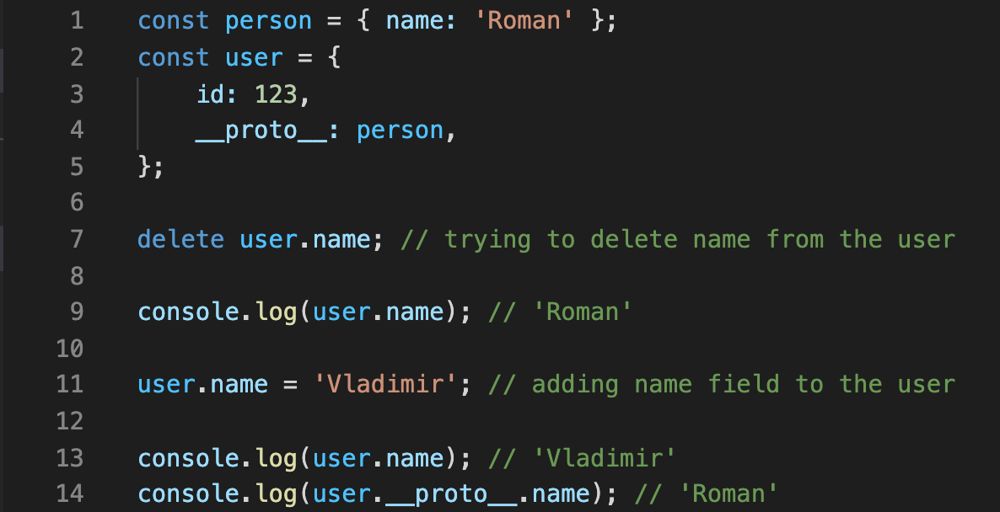 1 const person = { name: 'Roman' };
2 const user = {
3     id: 123,
4     __proto__: person,
5 };
6
7 delete user.name; // trying to delete name from the user
8
9 console.log(user.name); // 'Roman'
10
11 user.name = 'Vladimir'; // adding name field to the user
12
13 console.log(user.name); // 'Vladimir'
14 console.log(user.__proto__.name); // 'Roman'